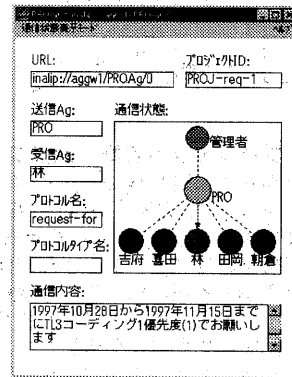 URL:
inalip://aggw1/PROAg/0
プロジェクトID:
PROJ-req-1
送信Ag:
PRO
受信Ag:
林
プロトコル名:
request-for
プロトコルタイプ名:
通信状態:
管理者
PRO
吉府 喜田 林 田岡 朝倉
通信内容:
1997年10月28日から1997年11月15日まで
にTL3コーディング1優先度(1)でお願いし
ます